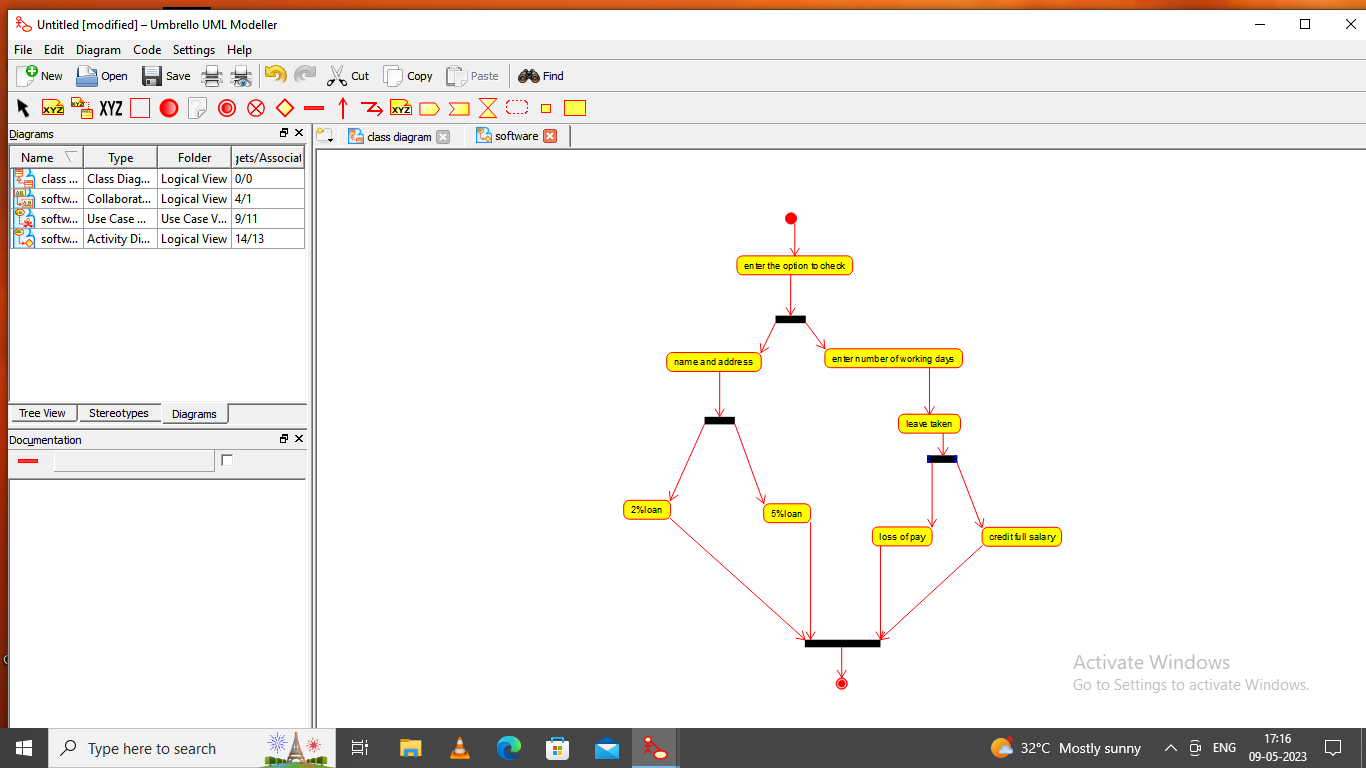 Untitled [modified] – Umbrello UML Modeller
File Edit Diagram Code Settings Help
New Open Save Cut Copy Paste Find
XYZ XYZ XYZ XYZ
Diagrams
class diagram software
Name Type Folder jets/Associat
class ... Class Diag... Logical View 0/0
softw... Collaborat... Logical View 4/1
softw... Use Case ... Use Case V... 9/11
softw... Activity Di... Logical View 14/13
Tree View Stereotypes Diagrams
Documentation
enter the option to check
name and address
enter number of working days
leave taken
2%loan
5%loan
loss of pay
credit full salary
Activate Windows
Go to Settings to activate Windows.
Type here to search
32°C Mostly sunny
ENG
17:16
09-05-2023